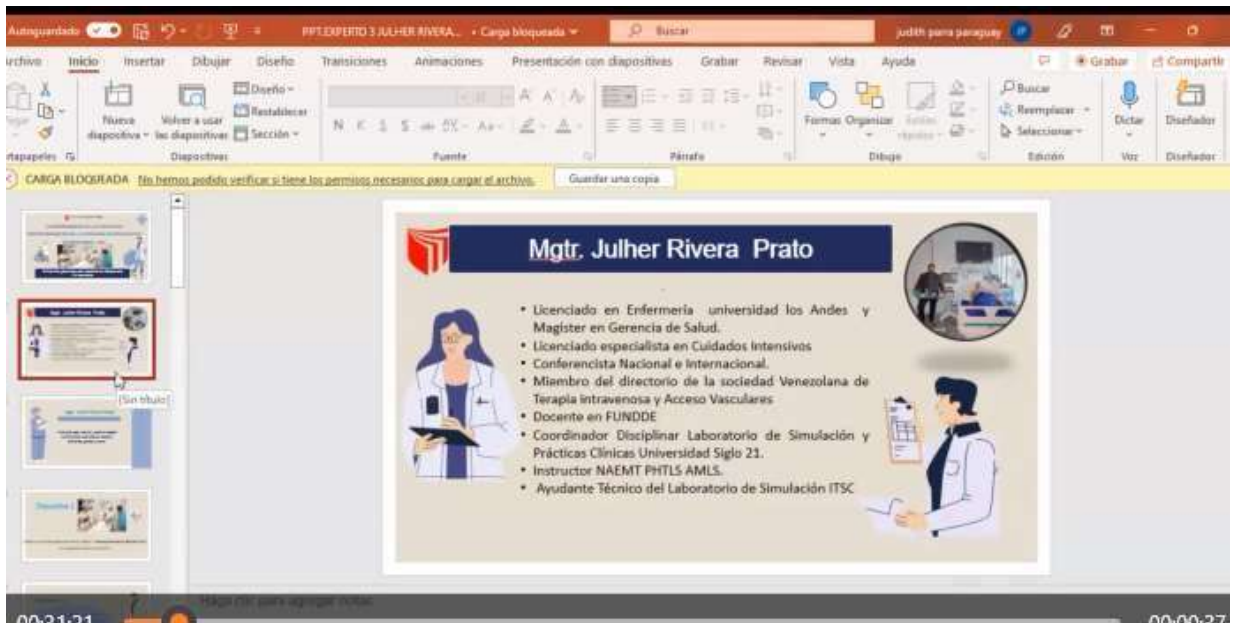 Autoguardado
PPT.EXPERTO 3 JULHER RIVERA... • Carga bloqueada
Buscar
judith parra paraguay
Inicio Insertar Dibujar Diseño Transiciones Animaciones Presentación con diapositivas Grabar Revisar Vista Ayuda
Grabar Compartir
Nueva diapositiva
Volver a usar las diapositivas
Diseño
Restablecer
Sección
Formas Organizar
Buscar
Reemplazar
Seleccionar
Dictar
Diseñador
Diapositivas Fuente Párrafo Dibujo Edición Voz Diseñador
CARGA BLOQUEADA No hemos podido verificar si tiene los permisos necesarios para cargar el archivo. Guardar una copia
Mgtr. Julher Rivera Prato
• Licenciado en Enfermería universidad los Andes y
Magister en Gerencia de Salud.
• Licenciado especialista en Cuidados Intensivos
• Conferencista Nacional e Internacional.
• Miembro del directorio de la sociedad Venezolana de
Terapia intravenosa y Acceso Vasculares
• Docente en FUNDDE
• Coordinador Disciplinar Laboratorio de Simulación y
Prácticas Clínicas Universidad Siglo 21.
• Instructor NAEMT PHTLS AMLS.
• Ayudante Técnico del Laboratorio de Simulación ITSC
(Sin título)
Haga clic para agregar notas
00:31:21
00:00:37